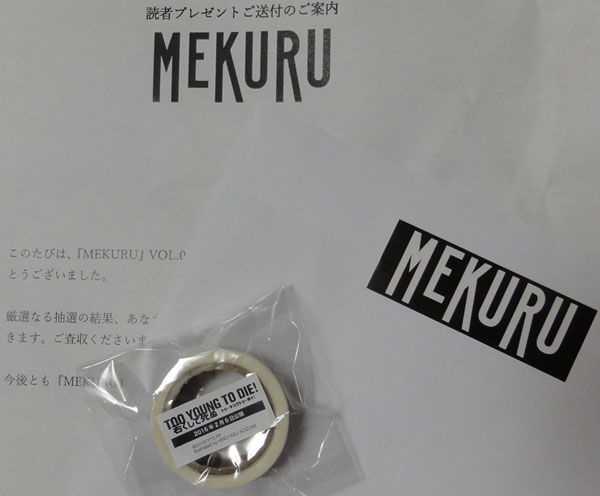 読者プレゼントご送付のご案内
MEKURU
MEKURU
このたびは、『MEKURU』VOL.0
とうございました。
厳選なる抽選の結果、あな
きます。ご査収くださいま
今後とも『MEKURU
TOO YOUNG TO DIE!
若くして死ぬ
2016年2月6日公開